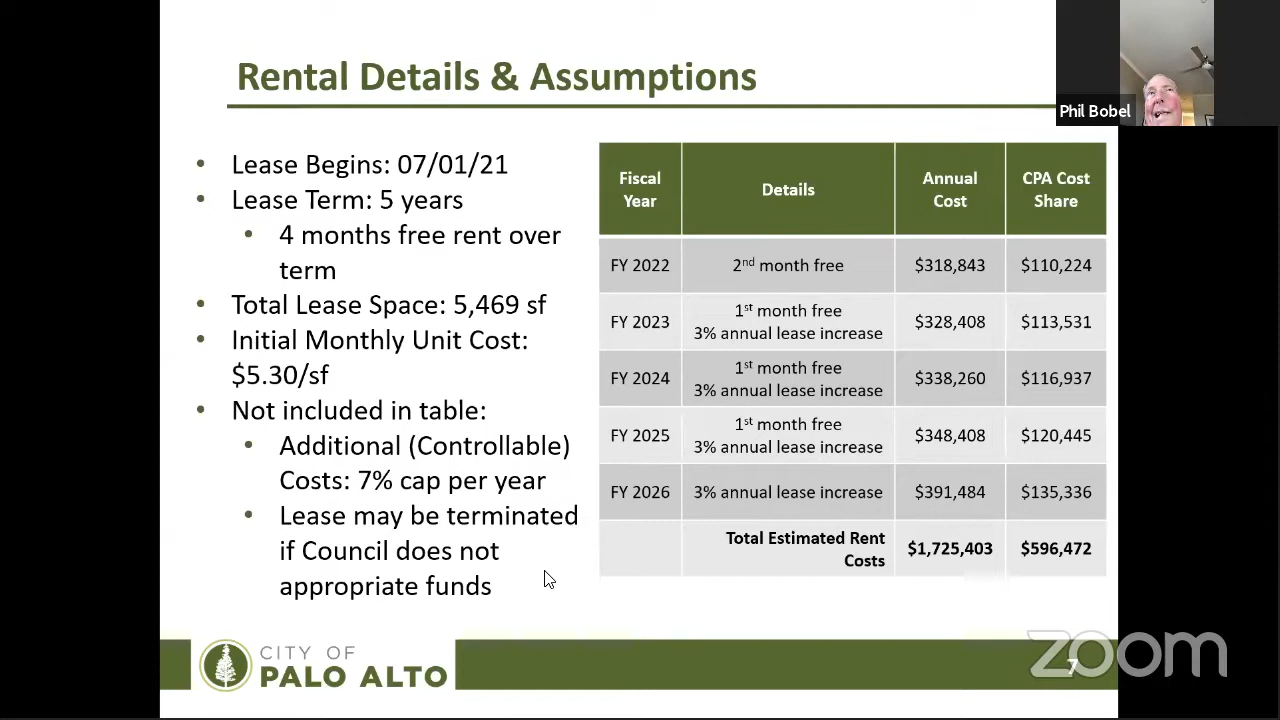 Rental Details & Assumptions
Phil Bobel
• Lease Begins: 07/01/21
• Lease Term: 5 years
• 4 months free rent over
term
• Total Lease Space: 5,469 sf
• Initial Monthly Unit Cost:
$5.30/sf
• Not included in table:
• Additional (Controllable)
Costs: 7% cap per year
• Lease may be terminated
if Council does not
appropriate funds
Fiscal Year Details Annual Cost CPA Cost Share
FY 2022 2nd month free $318,843 $110,224
FY 2023 1st month free 3% annual lease increase $328,408 $113,531
FY 2024 1st month free 3% annual lease increase $338,260 $116,937
FY 2025 1st month free 3% annual lease increase $348,408 $120,445
FY 2026 3% annual lease increase $391,484 $135,336
Total Estimated Rent Costs $1,725,403 $596,472
CITY OF
PALO ALTO
7
zoom